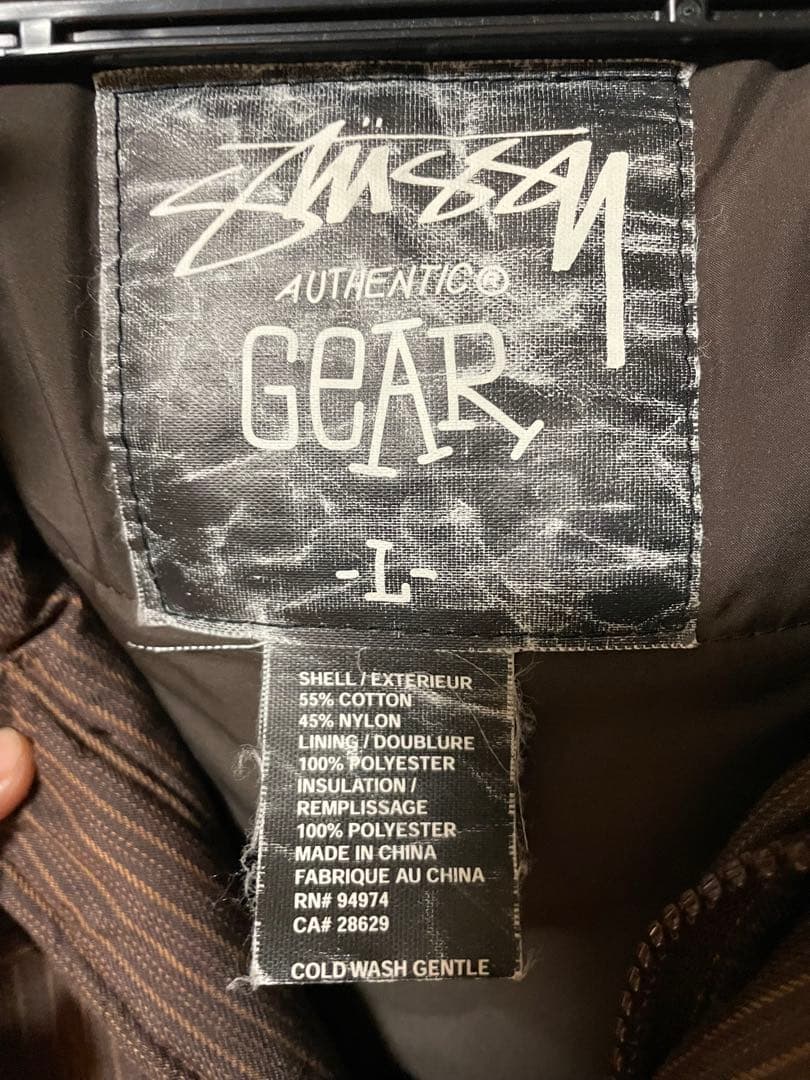 Stüssy
AUTHENTIC®
GEAR
-L-
SHELL / EXTERIEUR
55% COTTON
45% NYLON
LINING / DOUBLURE
100% POLYESTER
INSULATION /
REMPLISSAGE
100% POLYESTER
MADE IN CHINA
FABRIQUE AU CHINA
RN# 94974
CA# 28629
COLD WASH GENTLE